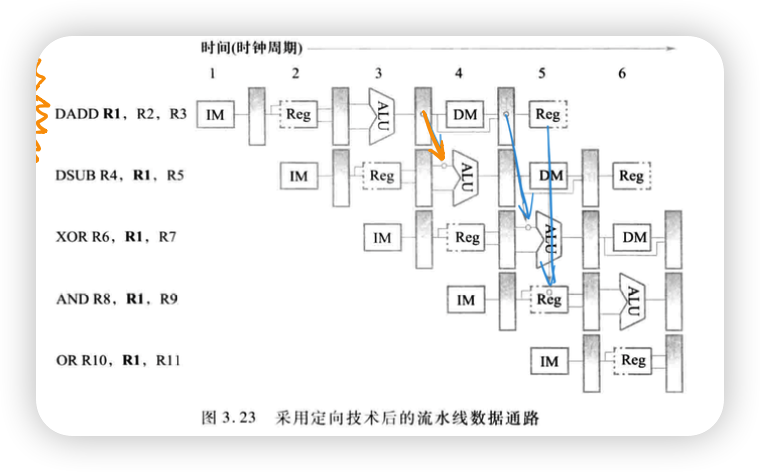 时间(时钟周期)
1 2 3 4 5 6
DADD R1, R2, R3 IM Reg ALU DM Reg
DSUB R4, R1, R5 IM Reg ALU DM Reg
XOR R6, R1, R7 IM Reg ALU DM
AND R8, R1, R9 IM Reg ALU
OR R10, R1, R11 IM Reg
图 3.23 采用定向技术后的流水线数据通路